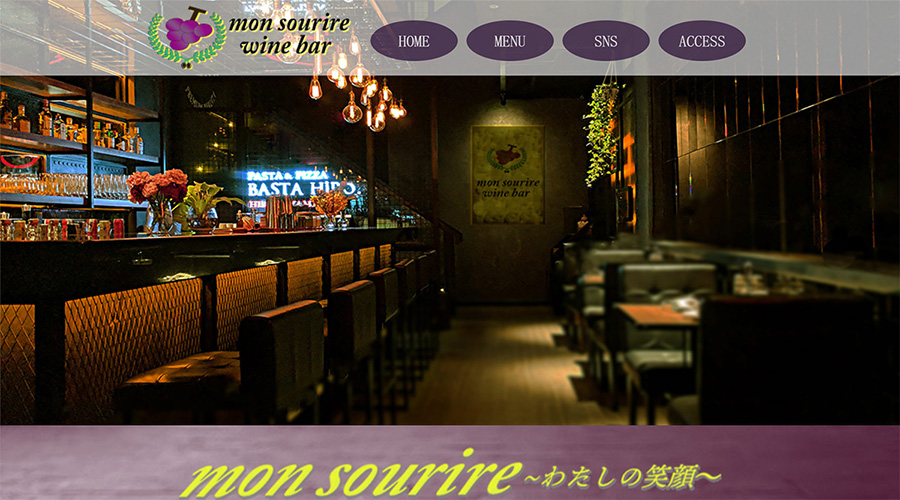 mon sourire
wine bar
HOME
MENU
SNS
ACCESS
PASTA & PIZZA
BASTA HIRO
mon sourire
wine bar
mon sourire ~わたしの笑顔~